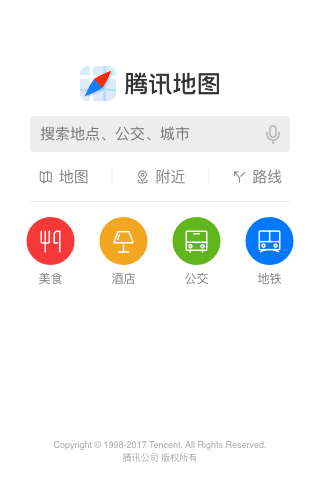 腾讯地图
搜索地点、公交、城市
地图 附近 路线
美食 酒店 公交 地铁
Copyright © 1998-2017 Tencent. All Rights Reserved.
腾讯公司 版权所有